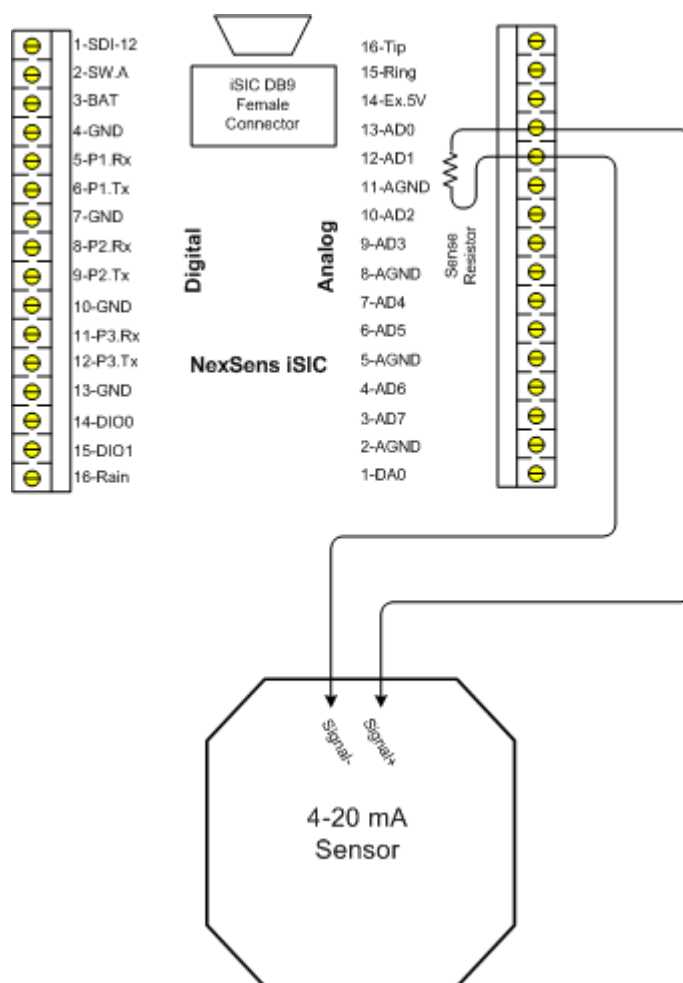 1-SDI-12
2-SW.A
3-BAT
4-GND
5-P1.Rx
6-P1.Tx
7-GND
8-P2.Rx
9-P2.Tx
10-GND
11-P3.Rx
12-P3.Tx
13-GND
14-DIO0
15-DIO1
16-Rain
iSIC DB9
Female
Connector
Digital
Analog
NexSens iSIC
16-Tip
15-Ring
14-Ex.5V
13-AD0
12-AD1
11-AGND
10-AD2
9-AD3
8-AGND
7-AD4
6-AD5
5-AGND
4-AD6
3-AD7
2-AGND
1-DA0
Sense
Resistor
Signal-
Signal+
4-20 mA
Sensor